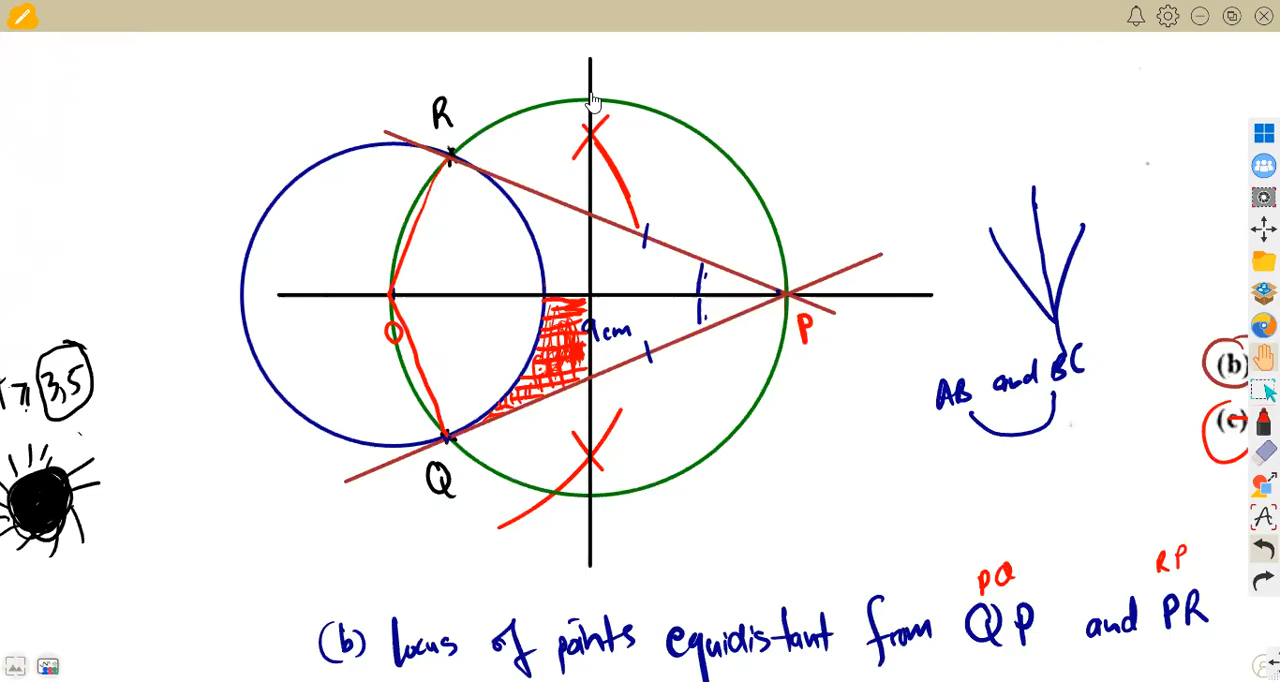 R
9cm
O
P
3,5
Q
AB and BC
(b)
(c)
PQ RP
(b) locus of points equidistant from QP and PR